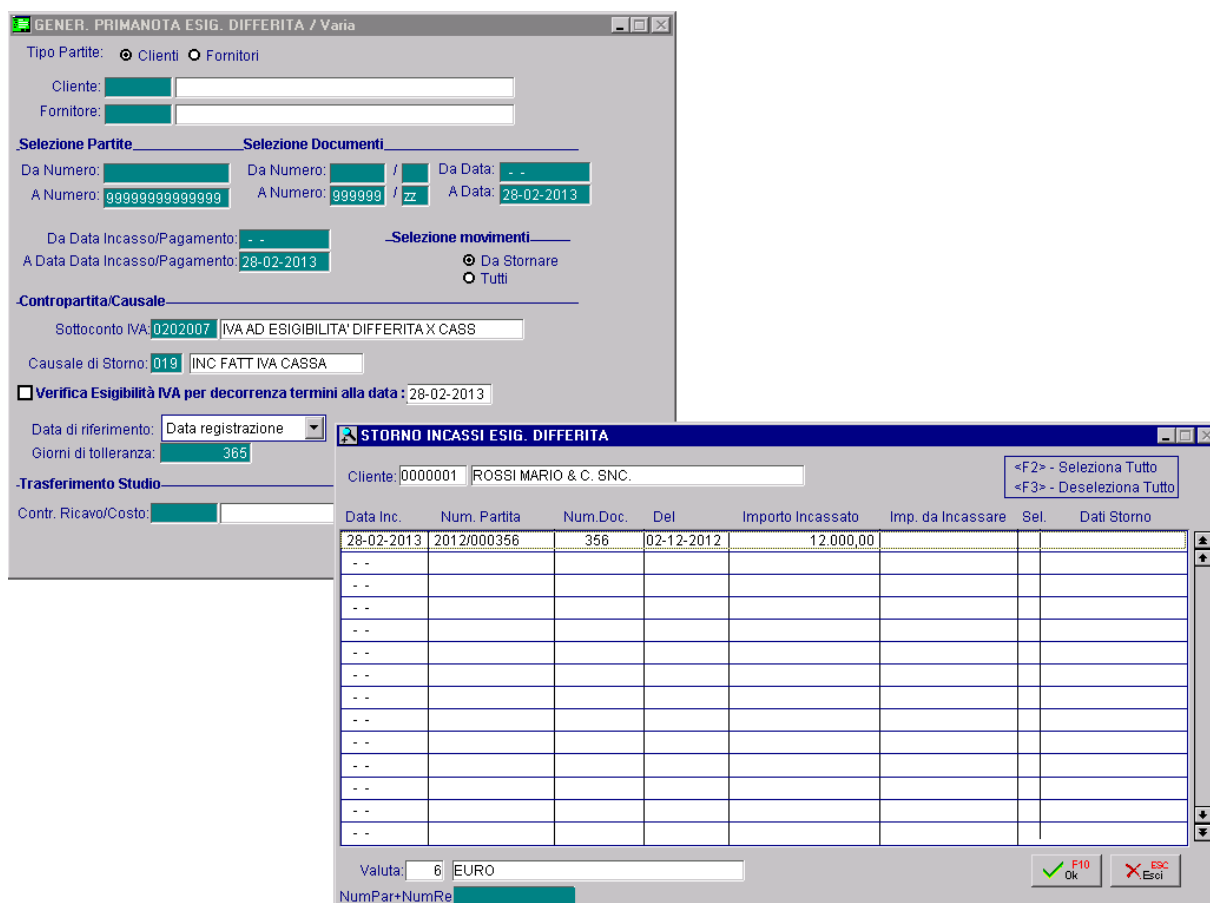 GENER. PRIMANOTA ESIG. DIFFERITA / Varia
Tipo Partite: Clienti Fornitori
Cliente:
Fornitore:
Selezione Partite Selezione Documenti
Da Numero: Da Numero: / Da Data: - -
A Numero: 99999999999999 A Numero: 999999 / zz A Data: 28-02-2013
Da Data Incasso/Pagamento: - - Selezione movimenti
A Data Data Incasso/Pagamento: 28-02-2013 Da Stornare
Tutti
Contropartita/Causale
Sottoconto IVA: 0202007 IVA AD ESIGIBILITA' DIFFERITA X CASS
Causale di Storno: 019 INC FATT IVA CASSA
Verifica Esigibilità IVA per decorrenza termini alla data : 28-02-2013
Data di riferimento: Data registrazione
Giorni di tolleranza: 365
Trasferimento Studio
Contr. Ricavo/Costo:
STORNO INCASSI ESIG. DIFFERITA
Cliente: 0000001 ROSSI MARIO & C. SNC.
<F2> - Seleziona Tutto
<F3> - Deseleziona Tutto
Data Inc. Num. Partita Num.Doc. Del Importo Incassato Imp. da Incassare Sel. Dati Storno
28-02-2013 2012/000356 356 02-12-2012 12.000,00
- -
- -
- -
- -
- -
- -
- -
- -
- -
- -
- -
- -
- -
Valuta: 6 EURO
F10 Ok ESC Esci
NumPar+NumRe